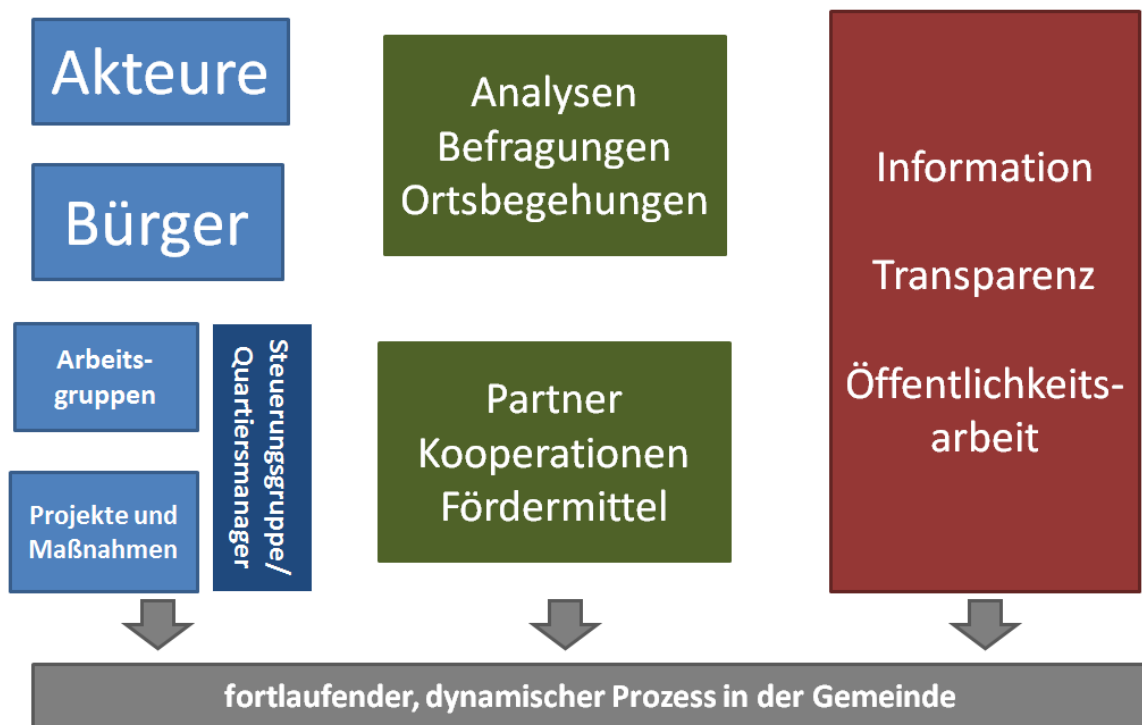 Akteure
Bürger
Arbeits-
gruppen
Projekte und
Maßnahmen
Steuerungsgruppe/
Quartiersmanager
Analysen
Befragungen
Ortsbegehungen
Partner
Kooperationen
Fördermittel
Information
Transparenz
Öffentlichkeits-
arbeit
fortlaufender, dynamischer Prozess in der Gemeinde